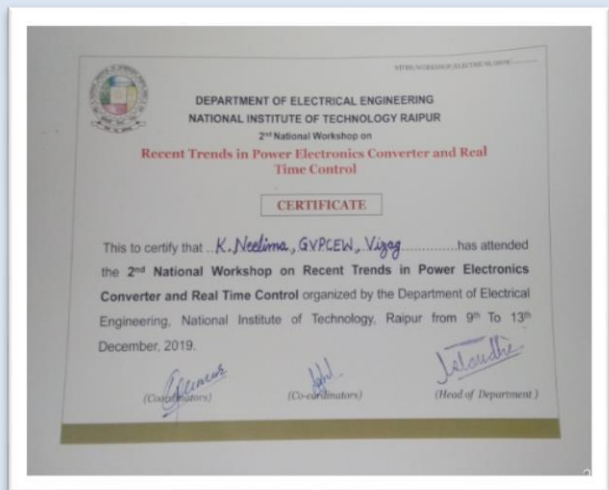 DEPARTMENT OF ELECTRICAL ENGINEERING
NATIONAL INSTITUTE OF TECHNOLOGY RAIPUR
2nd National Workshop on
Recent Trends in Power Electronics Converter and Real
Time Control
CERTIFICATE
This to certify that ..K. Neelima, GVPCEW, Vizag............has attended
the 2nd National Workshop on Recent Trends in Power Electronics
Converter and Real Time Control organized by the Department of Electrical
Engineering, National Institute of Technology, Raipur from 9th To 13th
December, 2019.
(Coordinators) (Co-ordinators) (Head of Department )